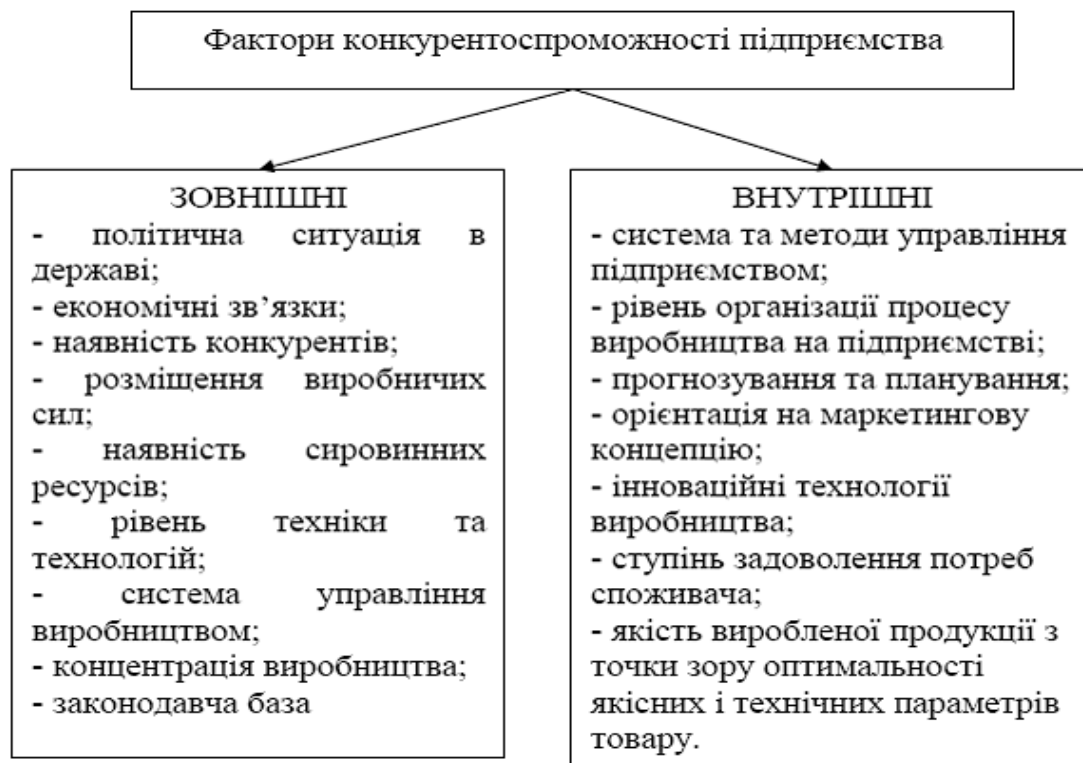 Фактори конкурентоспроможності підприємства
ЗОВНІШНІ
- політична ситуація в
державі;
- економічні зв’язки;
- наявність конкурентів;
- розміщення виробничих
сил;
- наявність сировинних
ресурсів;
- рівень техніки та
технологій;
- система управління
виробництвом;
- концентрація виробництва;
- законодавча база
ВНУТРІШНІ
- система та методи управління
підприємством;
- рівень організації процесу
виробництва на підприємстві;
- прогнозування та планування;
- орієнтація на маркетингову
концепцію;
- інноваційні технології
виробництва;
- ступінь задоволення потреб
споживача;
- якість виробленої продукції з
точки зору оптимальності
якісних і технічних параметрів
товару.